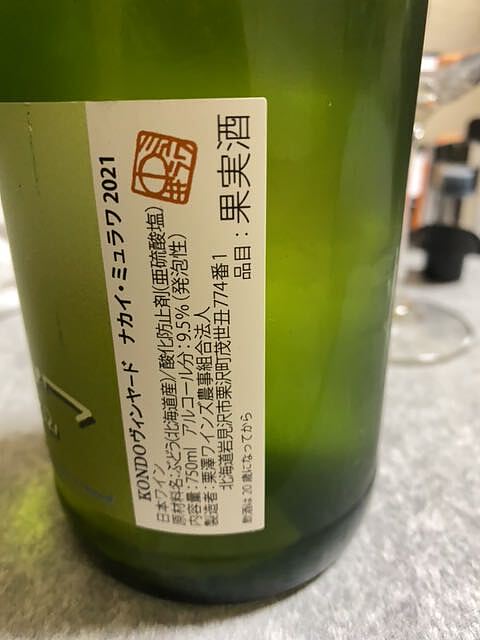 KONDOヴィンヤード ナカイ・ミュラワ 2021
日本ワイン
原材料名:ぶどう(北海道産)/酸化防止剤(亜硫酸塩)
内容量:750ml アルコール分:9.5%(発泡性)
製造者:栗澤ワインズ農事組合法人
北海道岩見沢市栗沢町茂世丑774番1
品目:果実酒
飲酒は20歳になってから